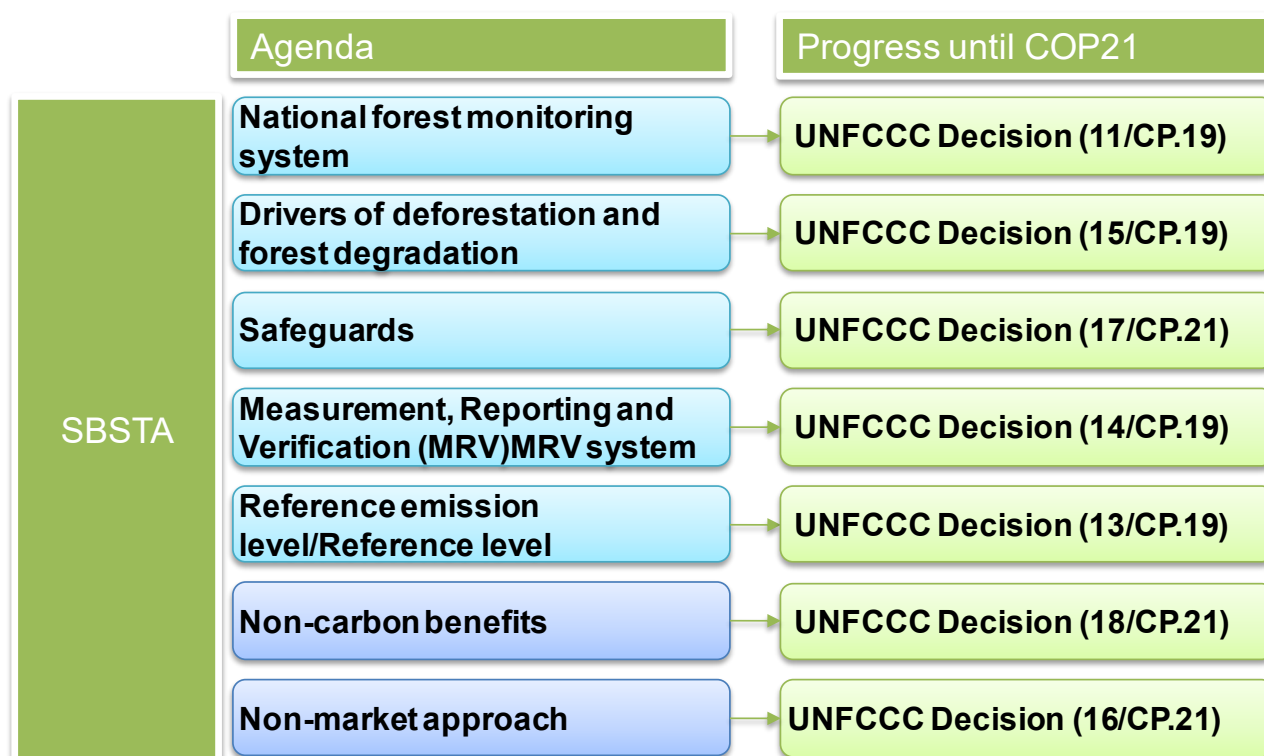 Agenda
Progress until COP21
SBSTA
National forest monitoring
system
UNFCCC Decision (11/CP.19)
Drivers of deforestation and
forest degradation
UNFCCC Decision (15/CP.19)
Safeguards
UNFCCC Decision (17/CP.21)
Measurement, Reporting and
Verification (MRV)MRV system
UNFCCC Decision (14/CP.19)
Reference emission
level/Reference level
UNFCCC Decision (13/CP.19)
Non-carbon benefits
UNFCCC Decision (18/CP.21)
Non-market approach
UNFCCC Decision (16/CP.21)